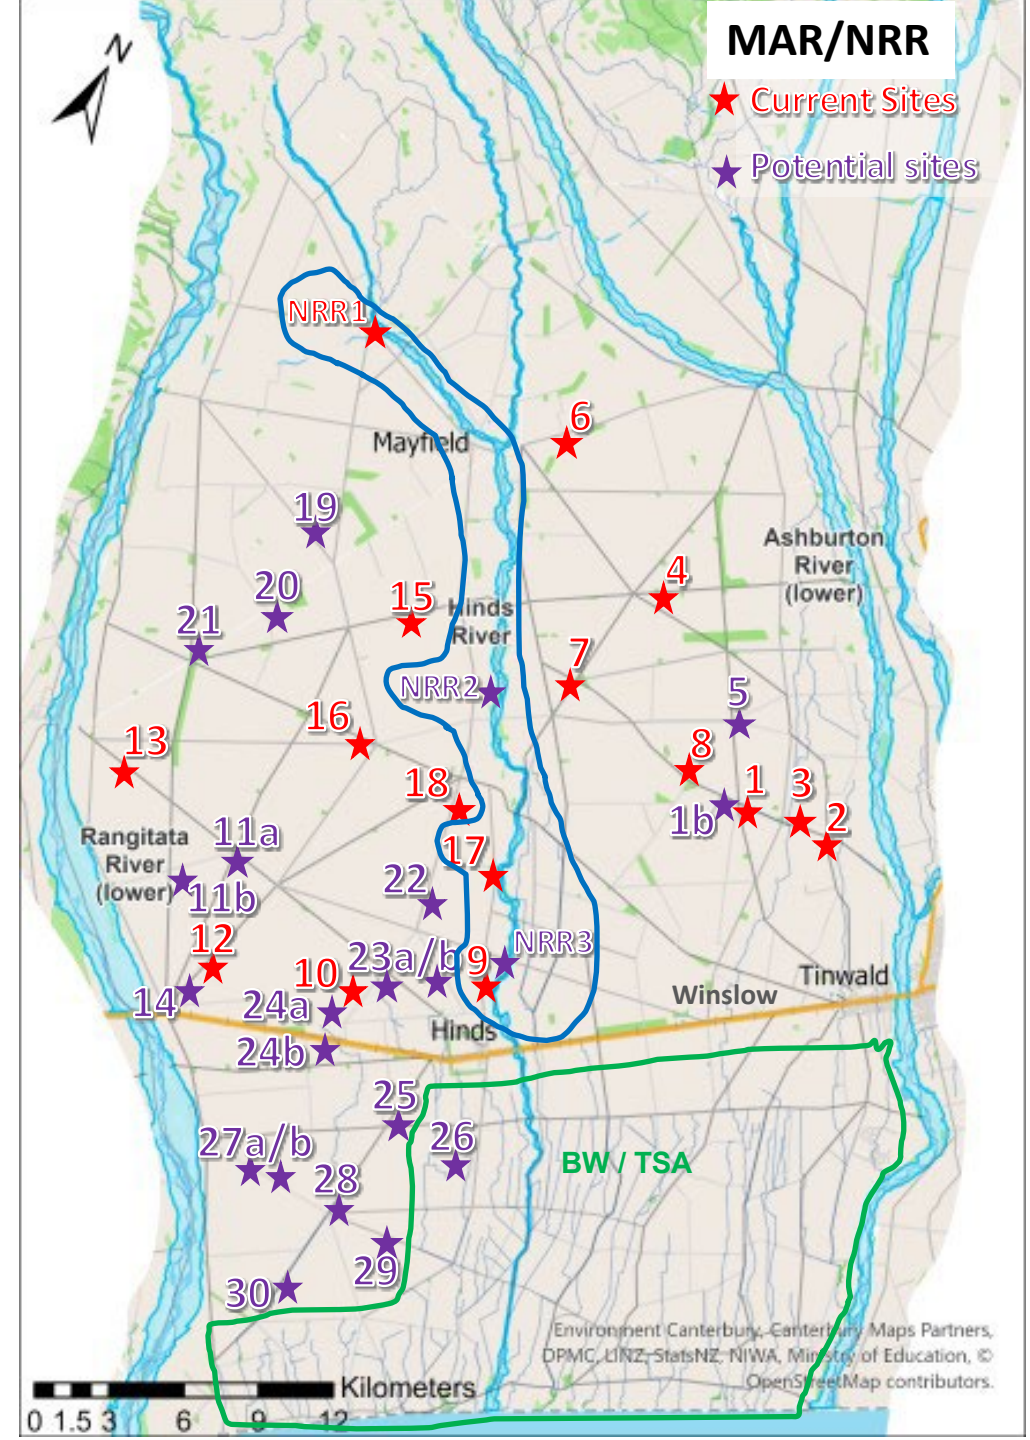 N
MAR/NRR
Current Sites
Potential sites
NRR1
6
Mayfield
19
Ashburton
River
(lower)
4
20
15
Hinds
River
21
7
NRR2
5
16
13
8
18
1
3
1b
2
Rangitata
River
(lower)
11a
17
22
11b
12
NRR3
23a/b
9
10
Tinwald
14
24a
Winslow
Hinds
24b
25
26
27a/b
BW / TSA
28
29
30
Environment Canterbury, Canterbury Maps Partners,
DPMC, LINZ, StatsNZ, NIWA, Ministry of Education, ©
OpenStreetMap contributors.
Kilometers
0 1.5 3 6 9 12